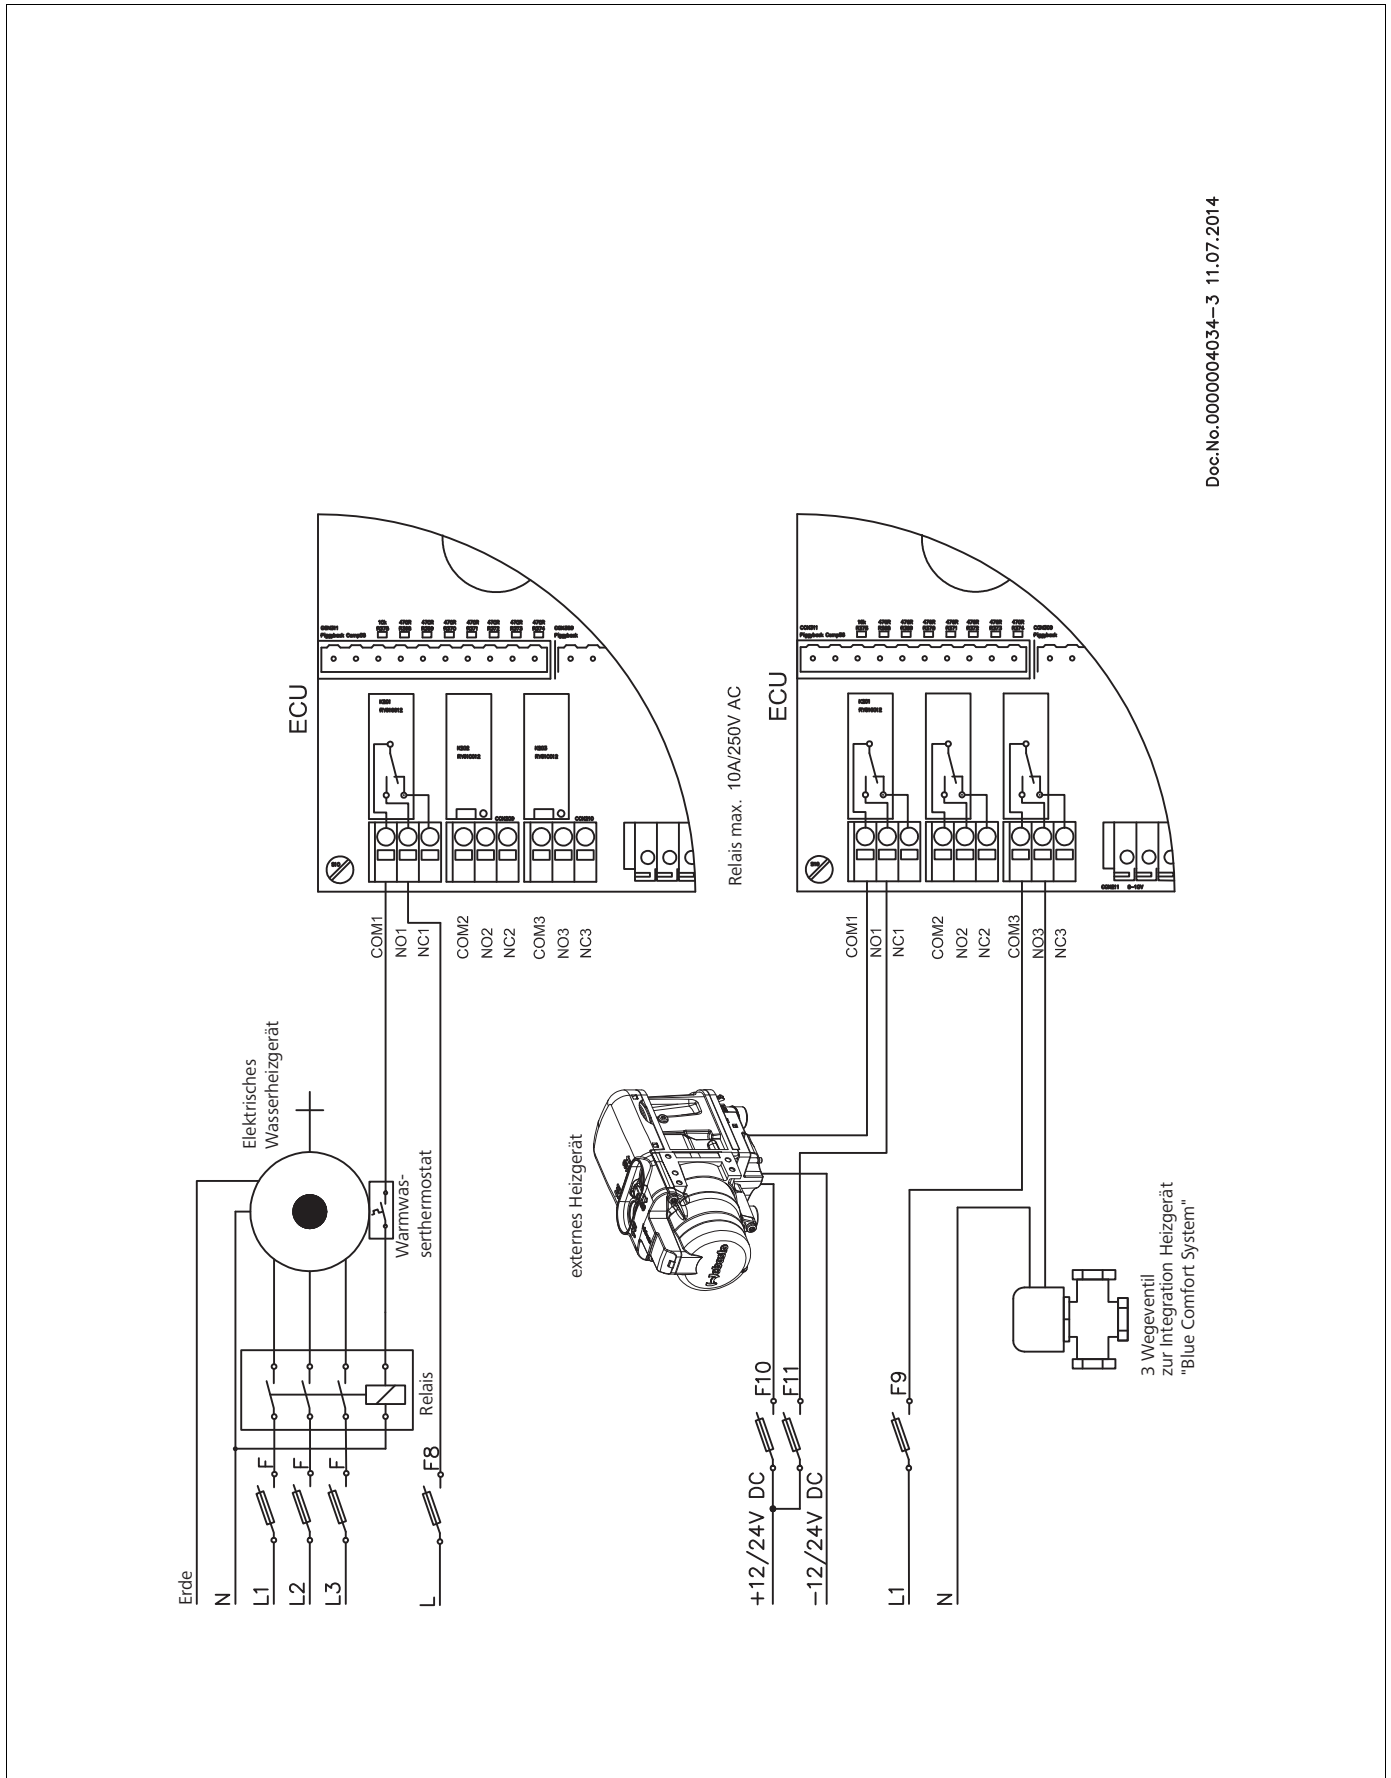 Erde
N
L1
L2
L3
L
F
F
F
F8
Relais
Warmwas-
serthermostat
Elektrisches
Wasserheizgerät
COM1
NO1
NC1
COM2
NO2
NC2
COM3
NO3
NC3
ECU
Relais max. 10A/250V AC
+12/24V DC
-12/24V DC
F10
F11
externes Heizgerät
L1
N
F9
3 Wegeventil
zur Integration Heizgerät
"Blue Comfort System"
COM1
NO1
NC1
COM2
NO2
NC2
COM3
NO3
NC3
ECU
Doc.No.0000004034-3 11.07.2014